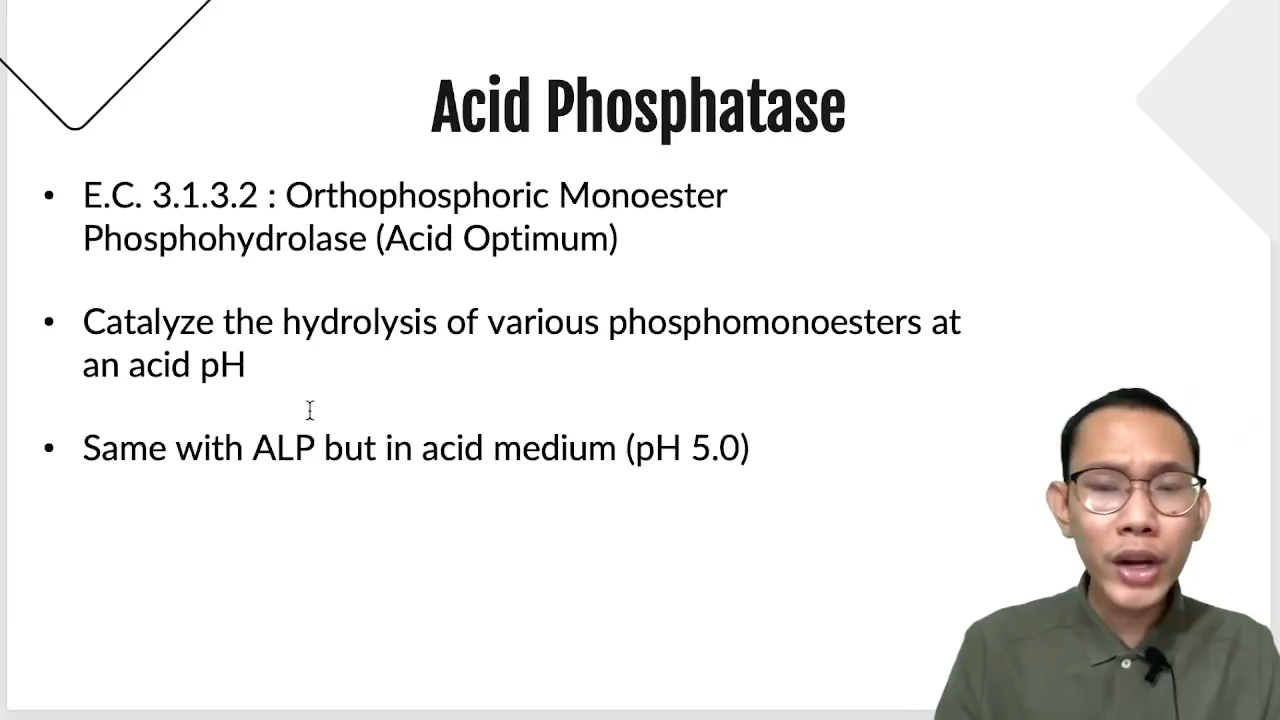 Acid Phosphatase
• E.C. 3.1.3.2 : Orthophosphoric Monoester
Phosphohydrolase (Acid Optimum)
• Catalyze the hydrolysis of various phosphomonoesters at
an acid pH
• Same with ALP but in acid medium (pH 5.0)